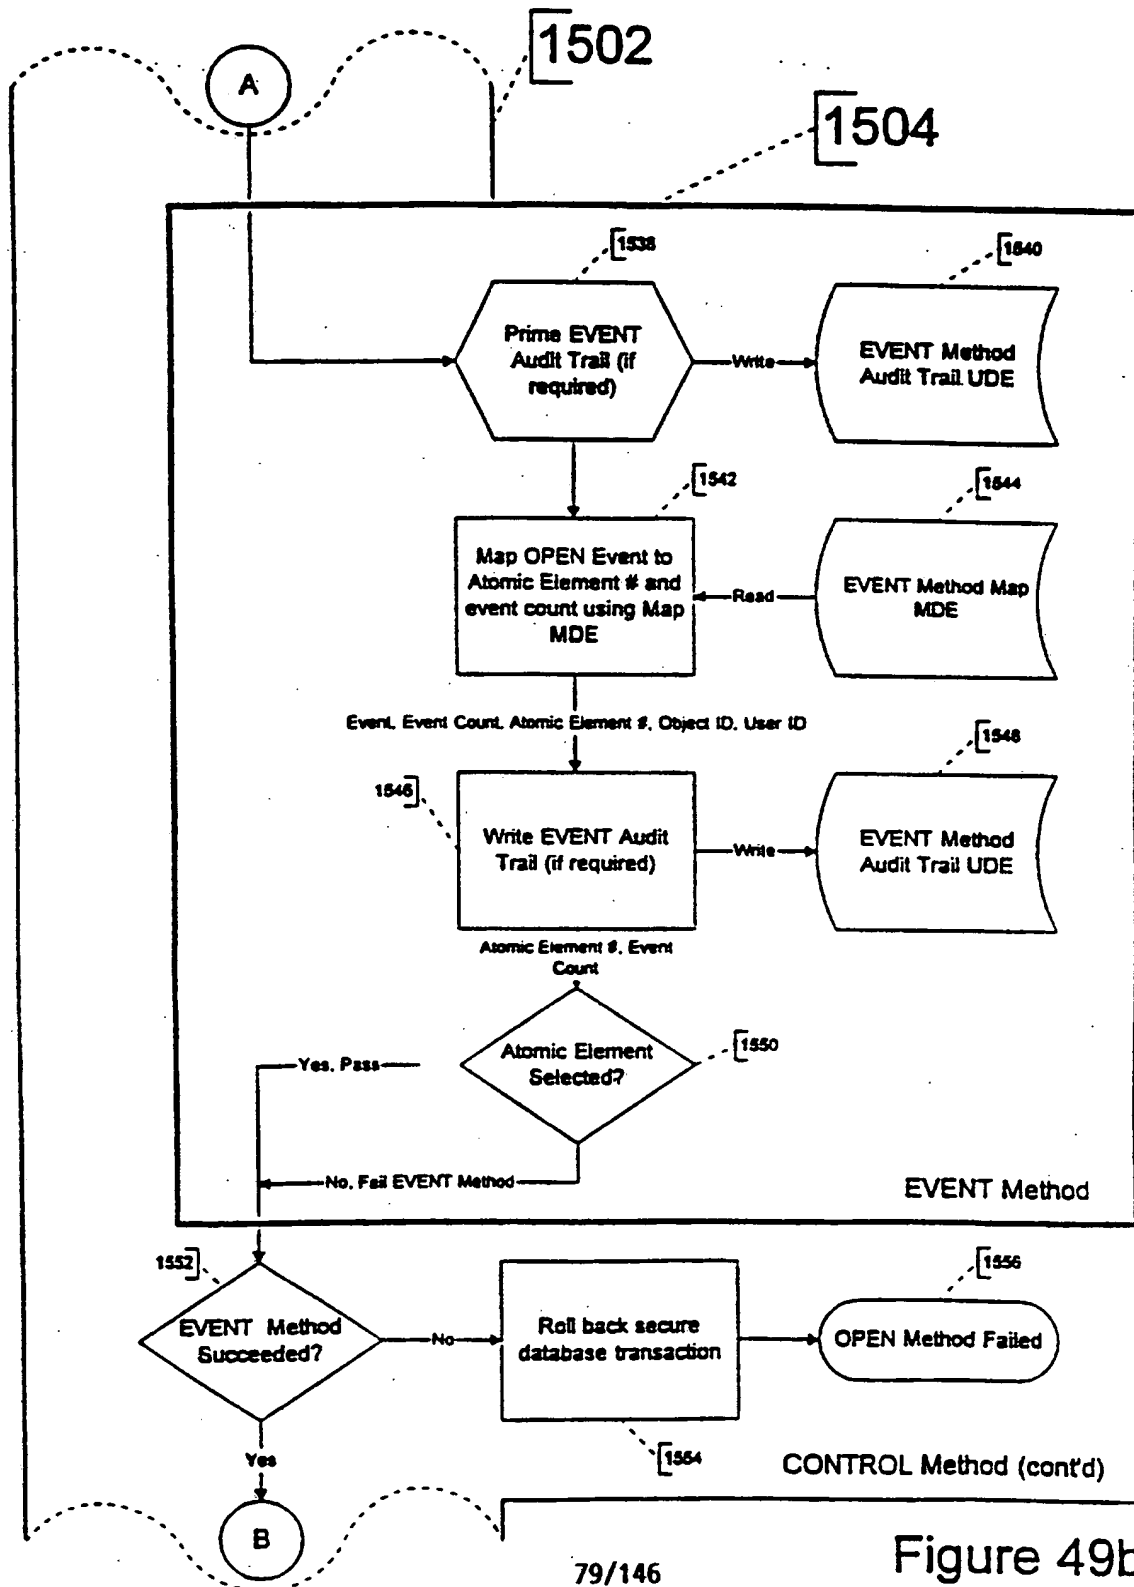 1502
A
1504
1538
1540
Prime EVENT
Audit Trail (if
required)
Write
EVENT Method
Audit Trail UDE
1542
1544
Map OPEN Event to
Atomic Element # and
event count using Map
MDE
Read
EVENT Method Map
MDE
Event, Event Count, Atomic Element #, Object ID, User ID
1546
1548
Write EVENT Audit
Trail (if required)
Write
EVENT Method
Audit Trail UDE
Atomic Element #, Event
Count
1550
Atomic Element
Selected?
Yes, Pass
No, Fail EVENT Method
EVENT Method
1552
1556
EVENT Method
Succeeded?
No
Roll back secure
database transaction
OPEN Method Failed
Yes
1554
CONTROL Method (cont'd)
B
79/146
Figure 49b